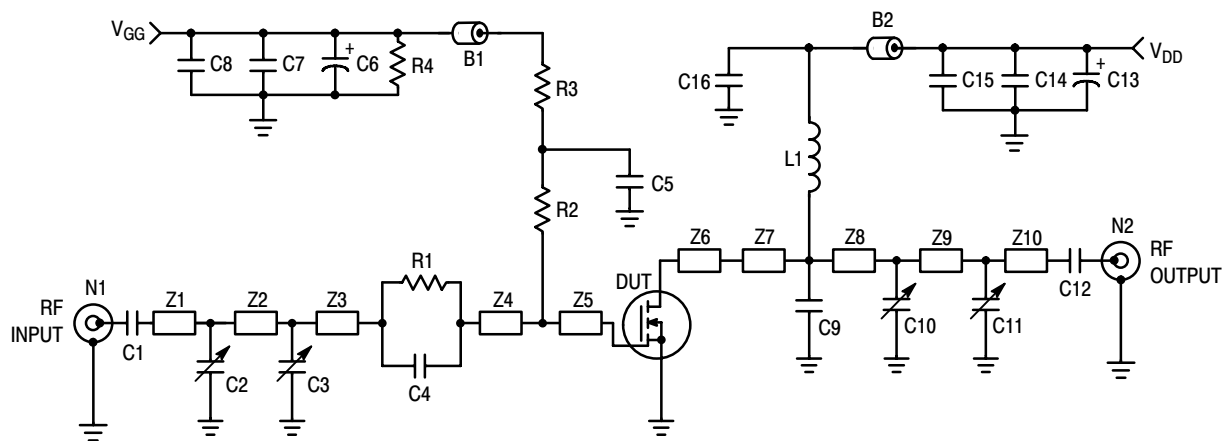 VGG
C8
C7
+
C6
R4
B1
R3
C5
R2
B2
C16
C15
C14
+
C13
VDD
L1
N1
RF
INPUT
C1
Z1
C2
Z2
C3
Z3
R1
C4
Z4
Z5
DUT
Z6
Z7
C9
Z8
C10
Z9
C11
Z10
C12
N2
RF
OUTPUT